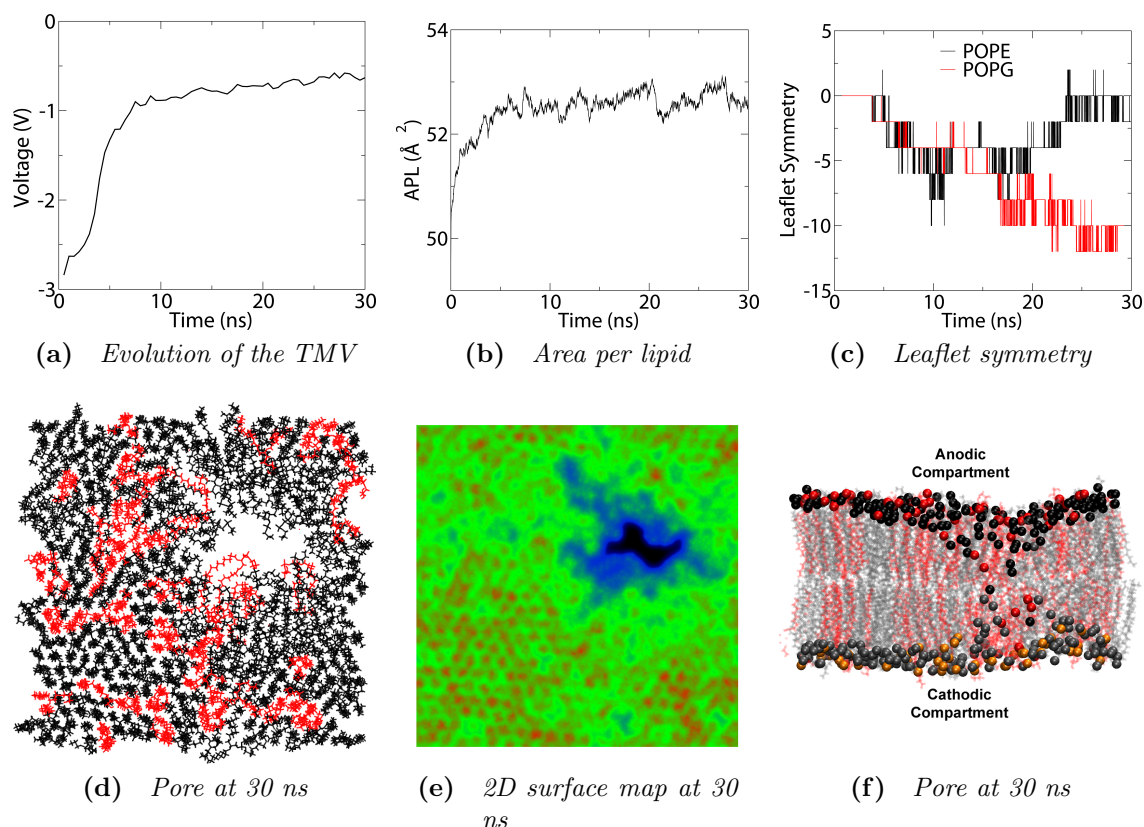 0
-1
-2
-3
Voltage (V)
0 10 20 30
Time (ns)
(a) Evolution of the TMV
54
52
50
APL (Å ²)
0 10 20 30
Time (ns)
(b) Area per lipid
5
0
-5
-10
-15
Leaflet Symmetry
POPE
POPG
0 10 20 30
Time (ns)
(c) Leaflet symmetry
(d) Pore at 30 ns
(e) 2D surface map at 30
ns
Anodic
Compartment
Cathodic
Compartment
(f) Pore at 30 ns